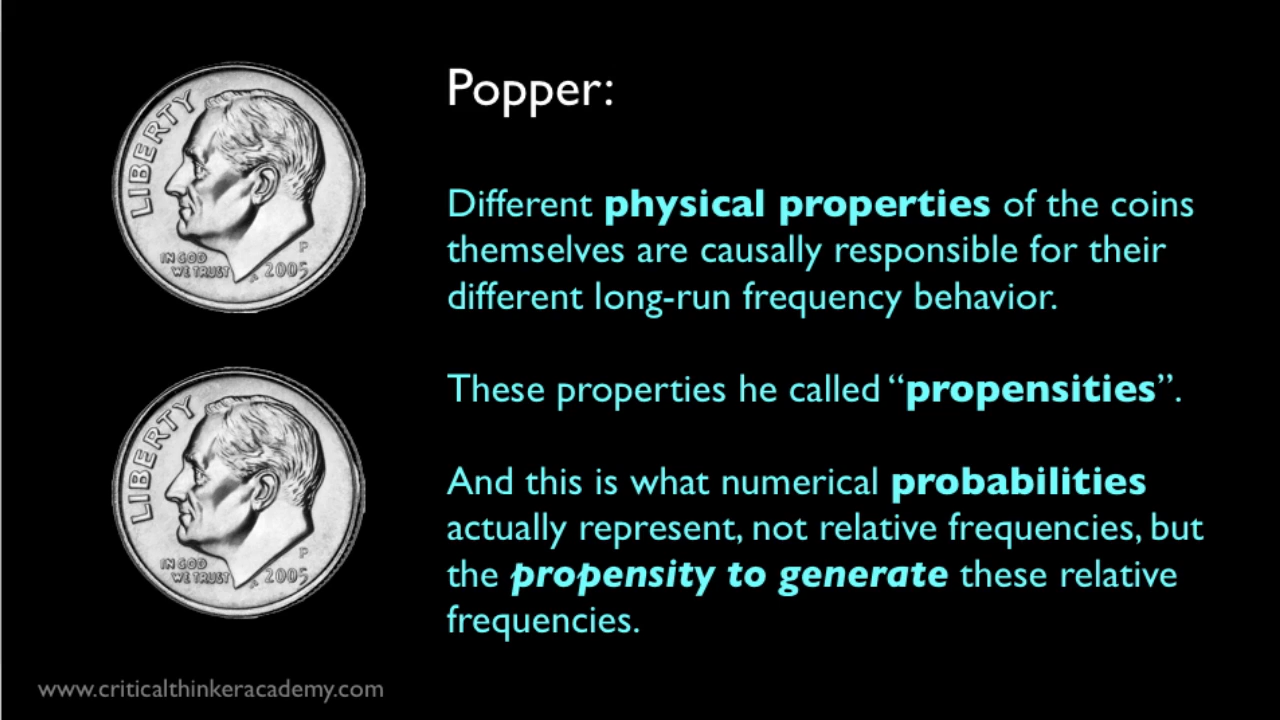 Popper:
Different physical properties of the coins
themselves are causally responsible for their
different long-run frequency behavior.
These properties he called “propensities”.
And this is what numerical probabilities
actually represent, not relative frequencies, but
the propensity to generate these relative
frequencies.
LIBERTY
IN GOD
WE TRUST
P
2005
LIBERTY
IN GOD
WE TRUST
P
2005
www.criticalthinkeracademy.com